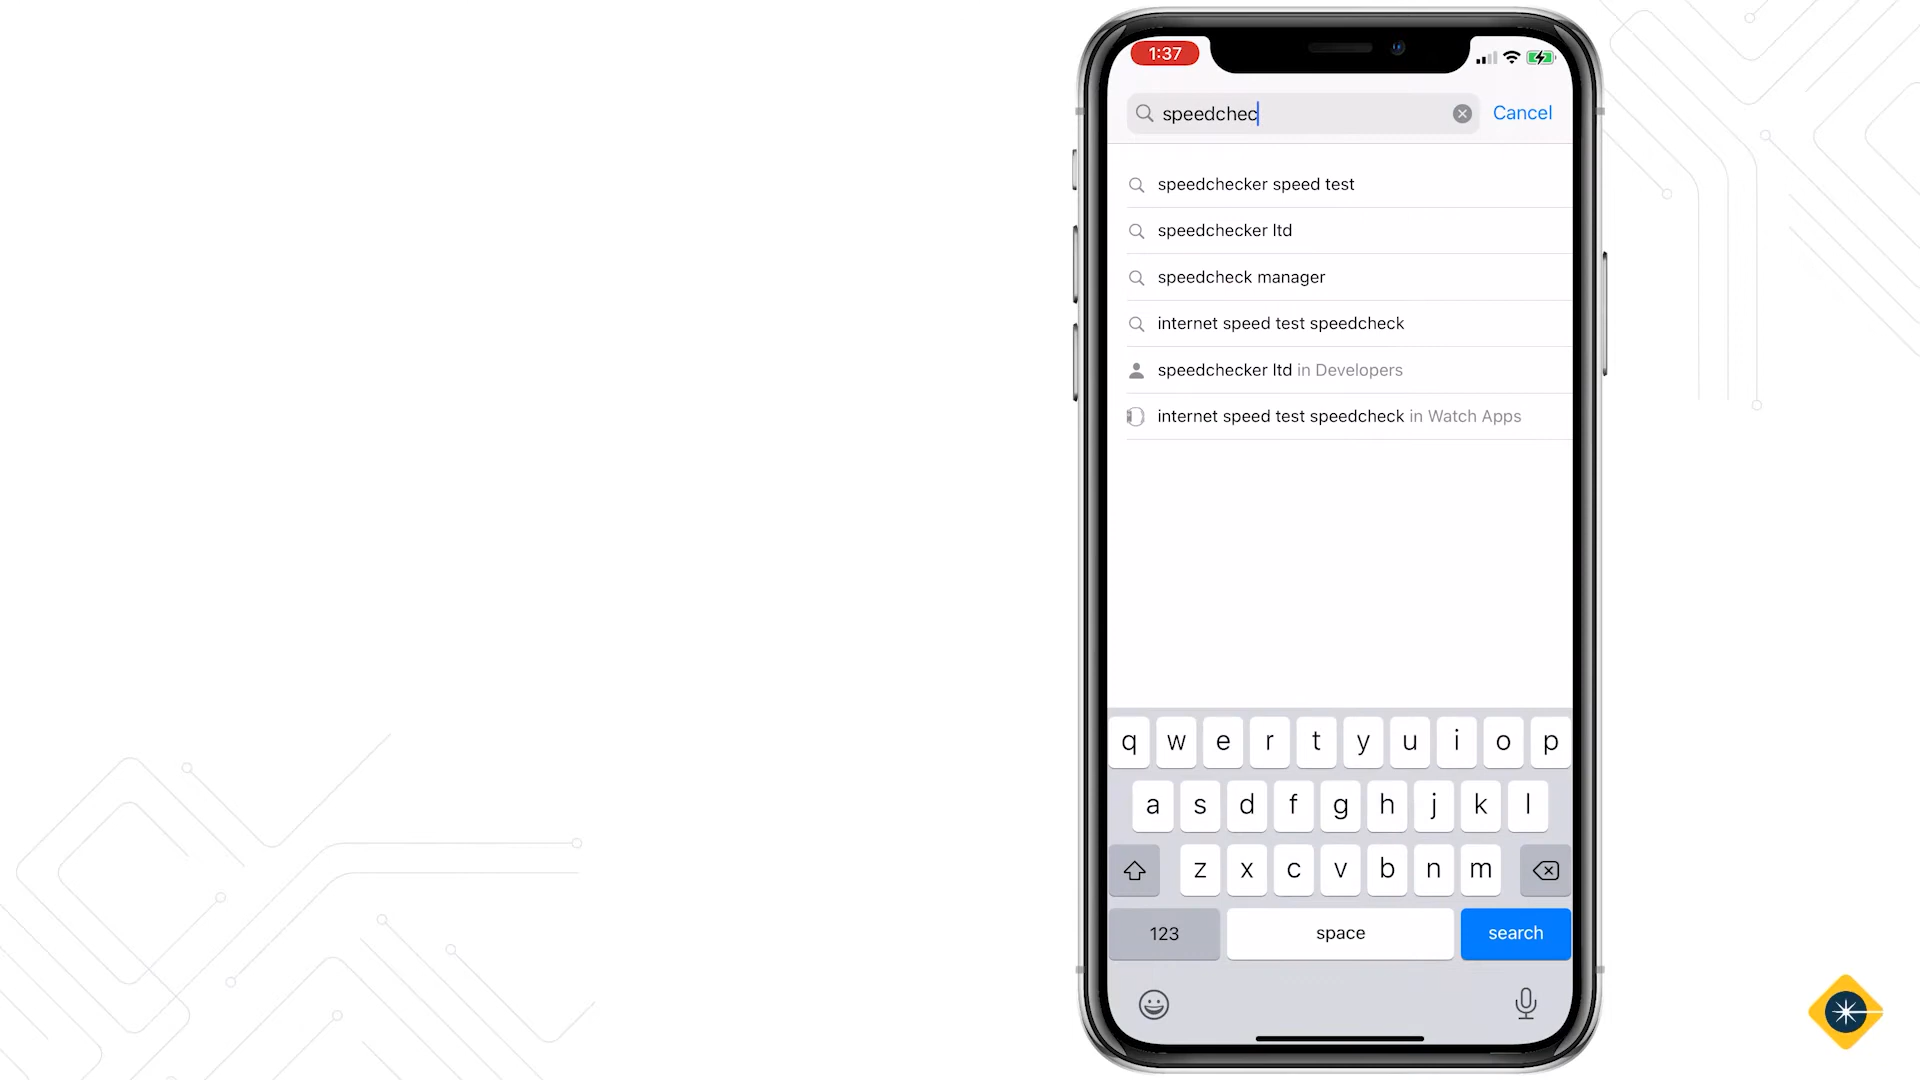 1:37
speedchec
Cancel
speedchecker speed test
speedchecker ltd
speedcheck manager
internet speed test speedcheck
speedchecker ltd in Developers
internet speed test speedcheck in Watch Apps
q w e r t y u i o p
a s d f g h j k l
z x c v b n m
123 space search